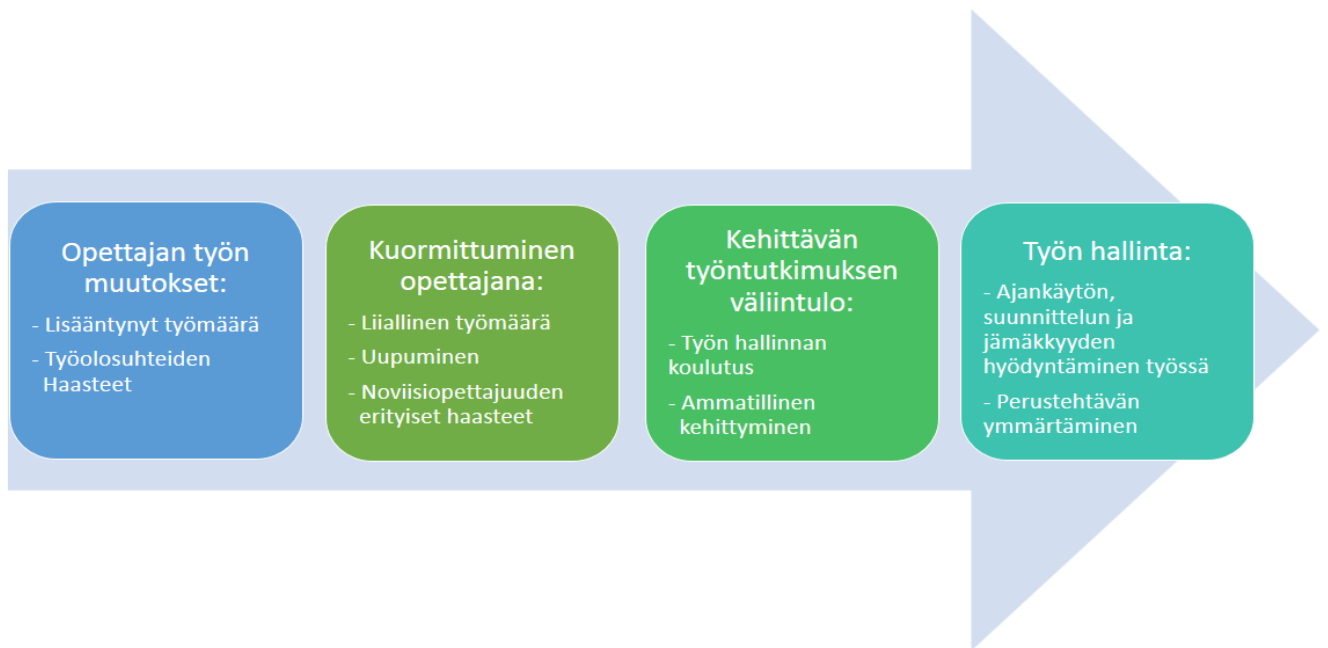 Opettajan työn
muutokset:
- Lisääntynyt työmäärä
- Työolosuhteiden
Haasteet
Kuormittuminen
opettajana:
- Liiallinen työmäärä
- Uupuminen
- Noviisiopettajuuden
erityiset haasteet
Kehittävän
työntutkimuksen
väliintulo:
- Työn hallinnan
koulutus
- Ammatillinen
kehittyminen
Työn hallinta:
- Ajankäytön,
suunnittelun ja
jämäkkyyden
hyödyntäminen työssä
- Perustehtävän
ymmärtäminen